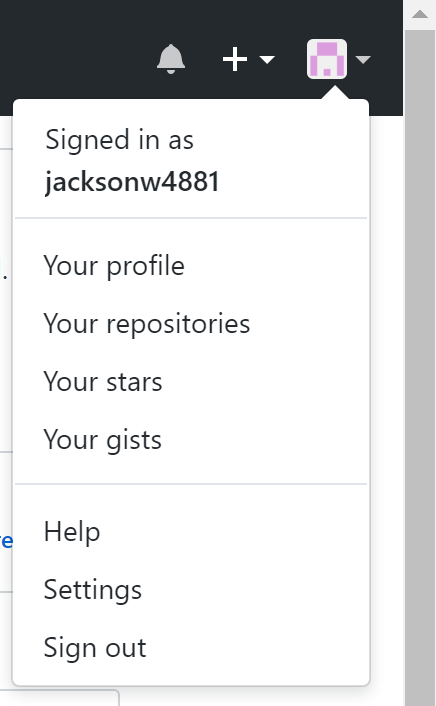 Signed in as
jacksonw4881
Your profile
Your repositories
Your stars
Your gists
Help
Settings
Sign out